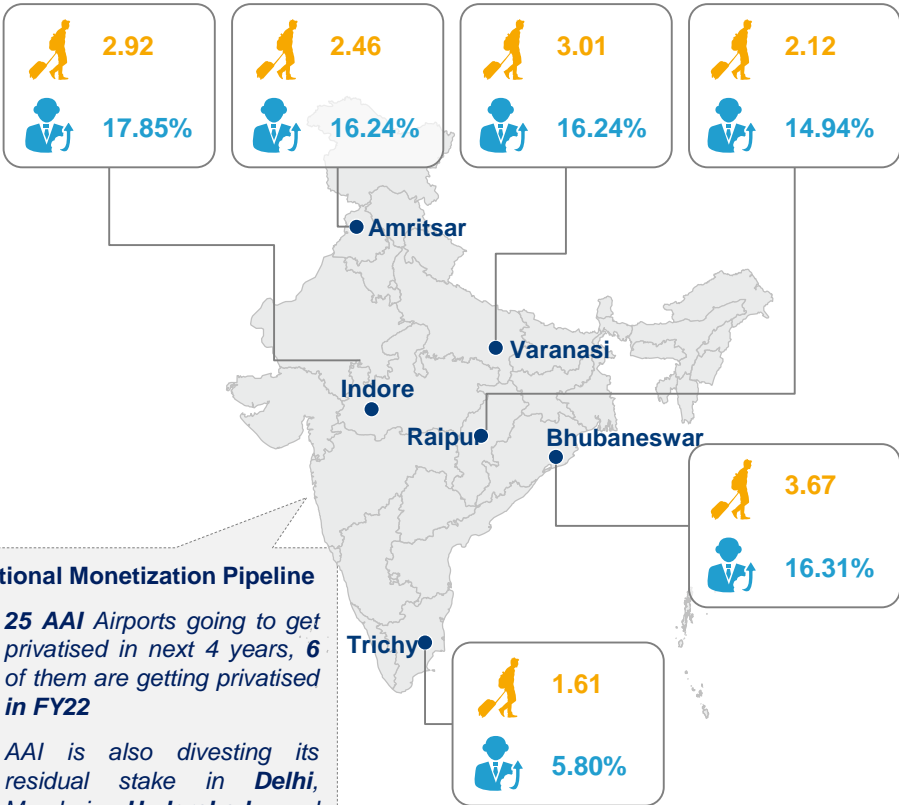 2.92
17.85%
2.46
16.24%
3.01
16.24%
2.12
14.94%
Amritsar
Varanasi
Indore
Raipur
Bhubaneswar
3.67
16.31%
tional Monetization Pipeline
25 AAI Airports going to get
privatised in next 4 years, 6
of them are getting privatised
in FY22
AAI is also divesting its
residual stake in Delhi,
Trichy
1.61
5.80%